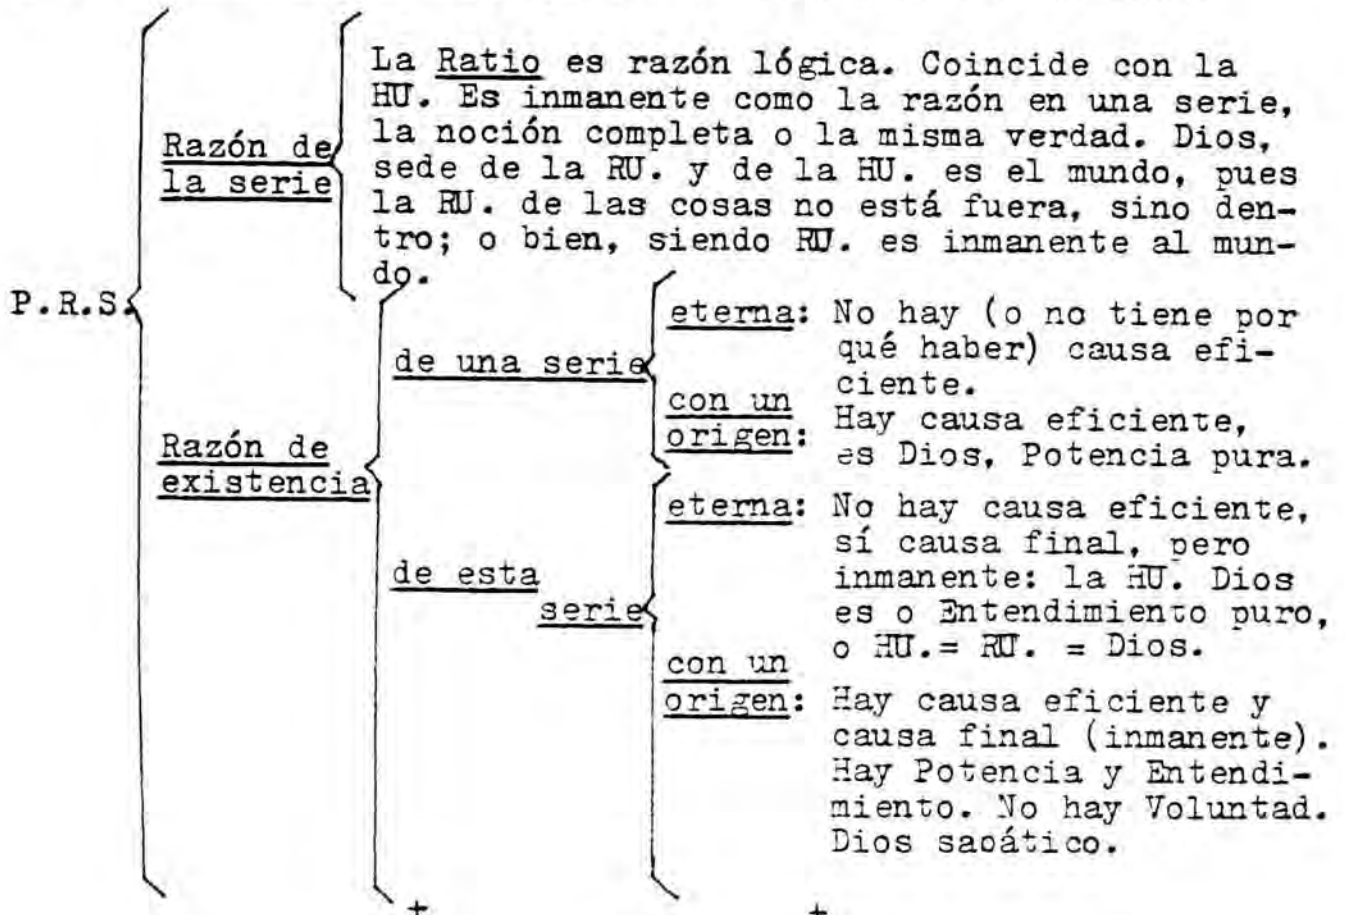 La Ratio es razón lógica. Coincide con la
HU. Es inmanente como la razón en una serie,
la noción completa o la misma verdad. Dios,
sede de la RU. y de la HU. es el mundo, pues
la RU. de las cosas no está fuera, sino den-
tro; o bien, siendo RU. es inmanente al mun-
do.
Razón de
la serie
P.R.S.
Razón de
existencia
de una serie
eterna: No hay (o no tiene por
qué haber) causa efi-
ciente.
con un
origen: Hay causa eficiente,
es Dios, Potencia pura.
de esta
serie
eterna: No hay causa eficiente,
sí causa final, pero
inmanente: la HU. Dios
es o Entendimiento puro,
o HU.= RU. = Dios.
con un
origen: Hay causa eficiente y
causa final (inmanente).
Hay Potencia y Entendi-
miento. No hay Voluntad.
Dios saoático.
+ +